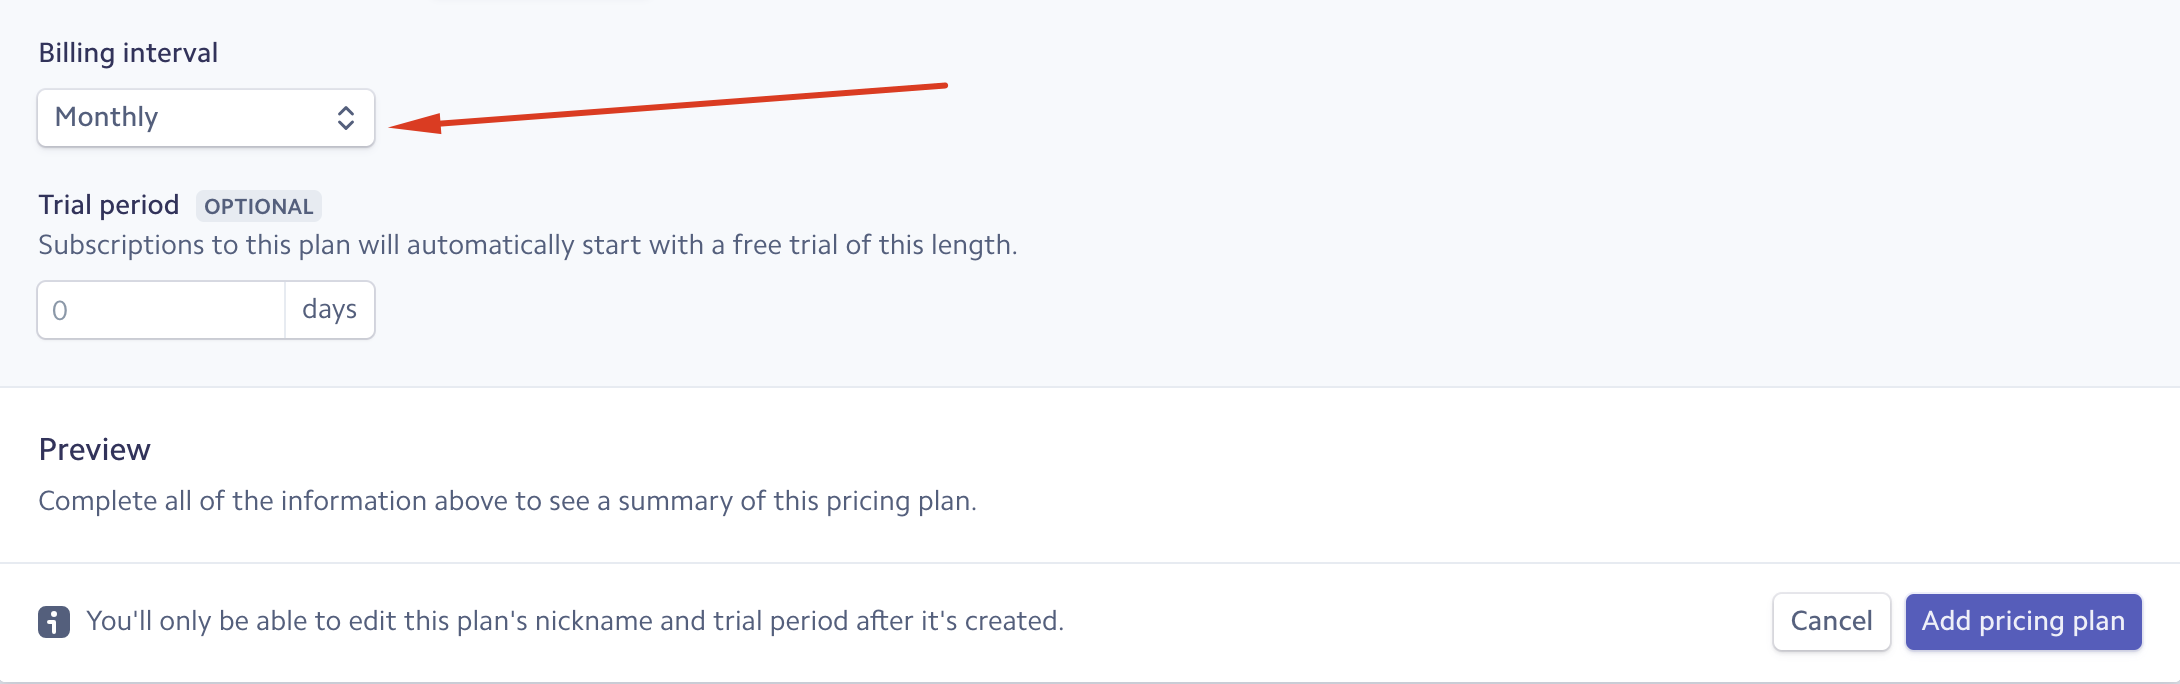 Billing interval
Monthly
Trial period OPTIONAL
Subscriptions to this plan will automatically start with a free trial of this length.
0 days
Preview
Complete all of the information above to see a summary of this pricing plan.
You'll only be able to edit this plan's nickname and trial period after it's created.
Cancel Add pricing plan